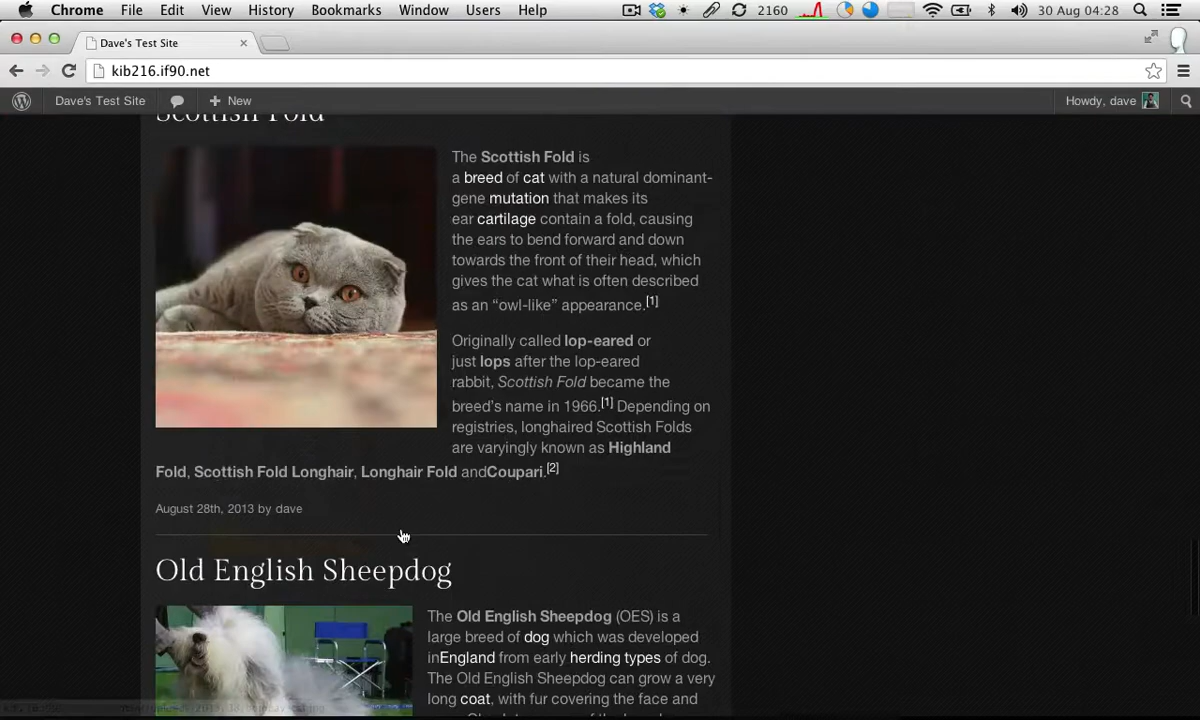 Chrome File Edit View History Bookmarks Window Users Help 2160 30 Aug 04:28
Dave's Test Site
kib216.if90.net
Dave's Test Site + New Howdy, dave
Scottish Fold
The Scottish Fold is
a breed of cat with a natural dominant-
gene mutation that makes its
ear cartilage contain a fold, causing
the ears to bend forward and down
towards the front of their head, which
gives the cat what is often described
as an “owl-like” appearance.[1]
Originally called lop-eared or
just lops after the lop-eared
rabbit, Scottish Fold became the
breed’s name in 1966.[1] Depending on
registries, longhaired Scottish Folds
are varyingly known as Highland
Fold, Scottish Fold Longhair, Longhair Fold andCoupari.[2]
August 28th, 2013 by dave
Old English Sheepdog
The Old English Sheepdog (OES) is a
large breed of dog which was developed
inEngland from early herding types of dog.
The Old English Sheepdog can grow a very
long coat, with fur covering the face and